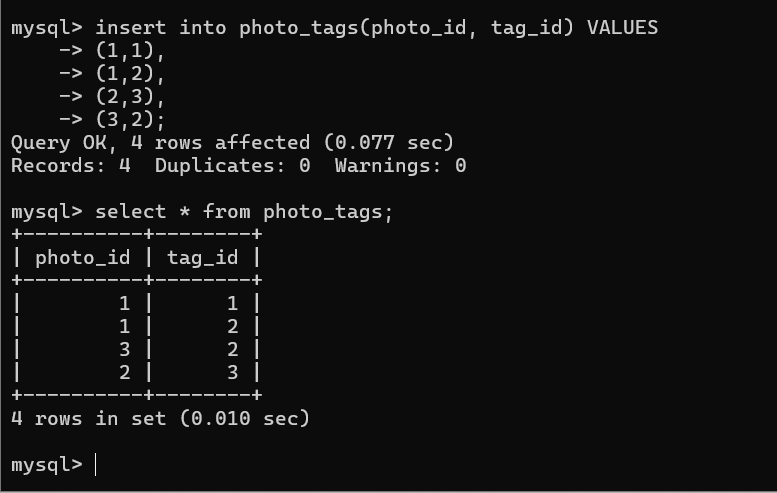 mysql> insert into photo_tags(photo_id, tag_id) VALUES
    -> (1,1),
    -> (1,2),
    -> (2,3),
    -> (3,2);
Query OK, 4 rows affected (0.077 sec)
Records: 4  Duplicates: 0  Warnings: 0

mysql> select * from photo_tags;
+----------+--------+
| photo_id | tag_id |
+----------+--------+
|        1 |      1 |
|        1 |      2 |
|        3 |      2 |
|        2 |      3 |
+----------+--------+
4 rows in set (0.010 sec)

mysql>